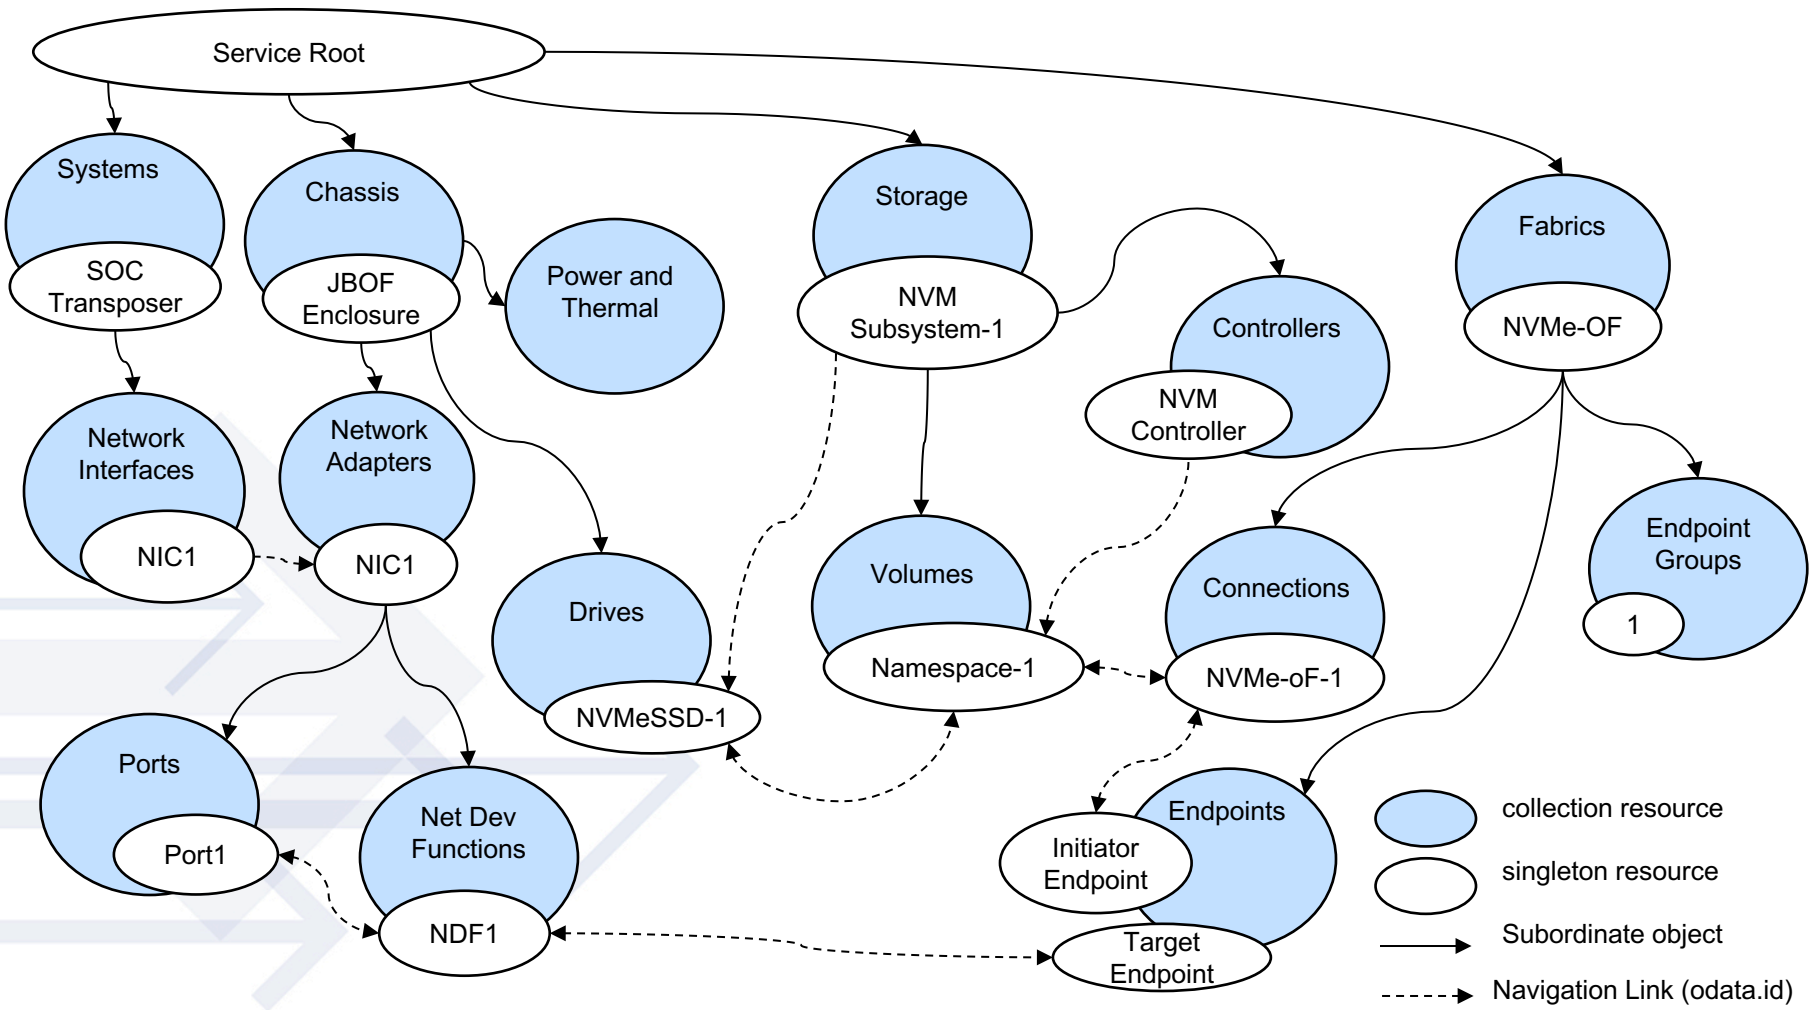 Service Root
Systems
SOC
Transposer
Chassis
JBOF
Enclosure
Power and
Thermal
Storage
NVM
Subsystem-1
Controllers
NVM
Controller
Fabrics
NVMe-OF
Network
Interfaces
NIC1
Network
Adapters
NIC1
Drives
NVMeSSD-1
Volumes
Namespace-1
Connections
NVMe-oF-1
Endpoint
Groups
1
Ports
Port1
Net Dev
Functions
NDF1
Endpoints
Initiator
Endpoint
Target
Endpoint
collection resource
singleton resource
Subordinate object
Navigation Link (odata.id)